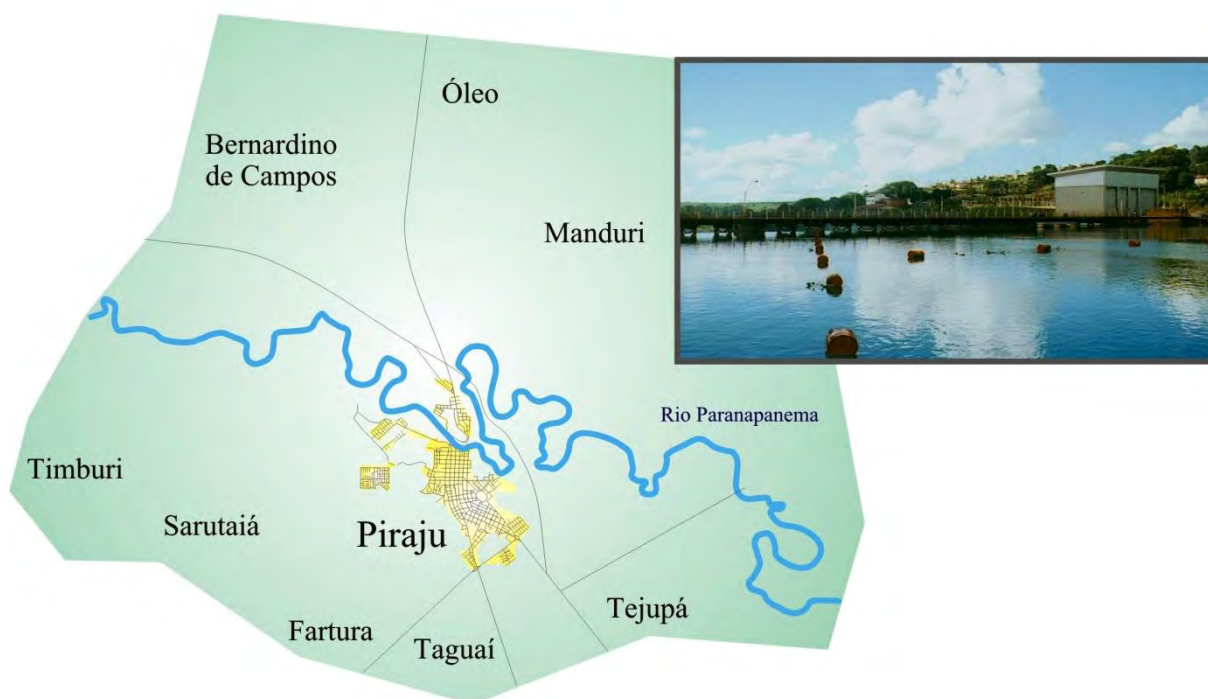 Óleo
Bernardino
de Campos
Manduri
Rio Paranapanema
Timburi
Sarutaiá
Piraju
Tejupá
Fartura
Taguaí